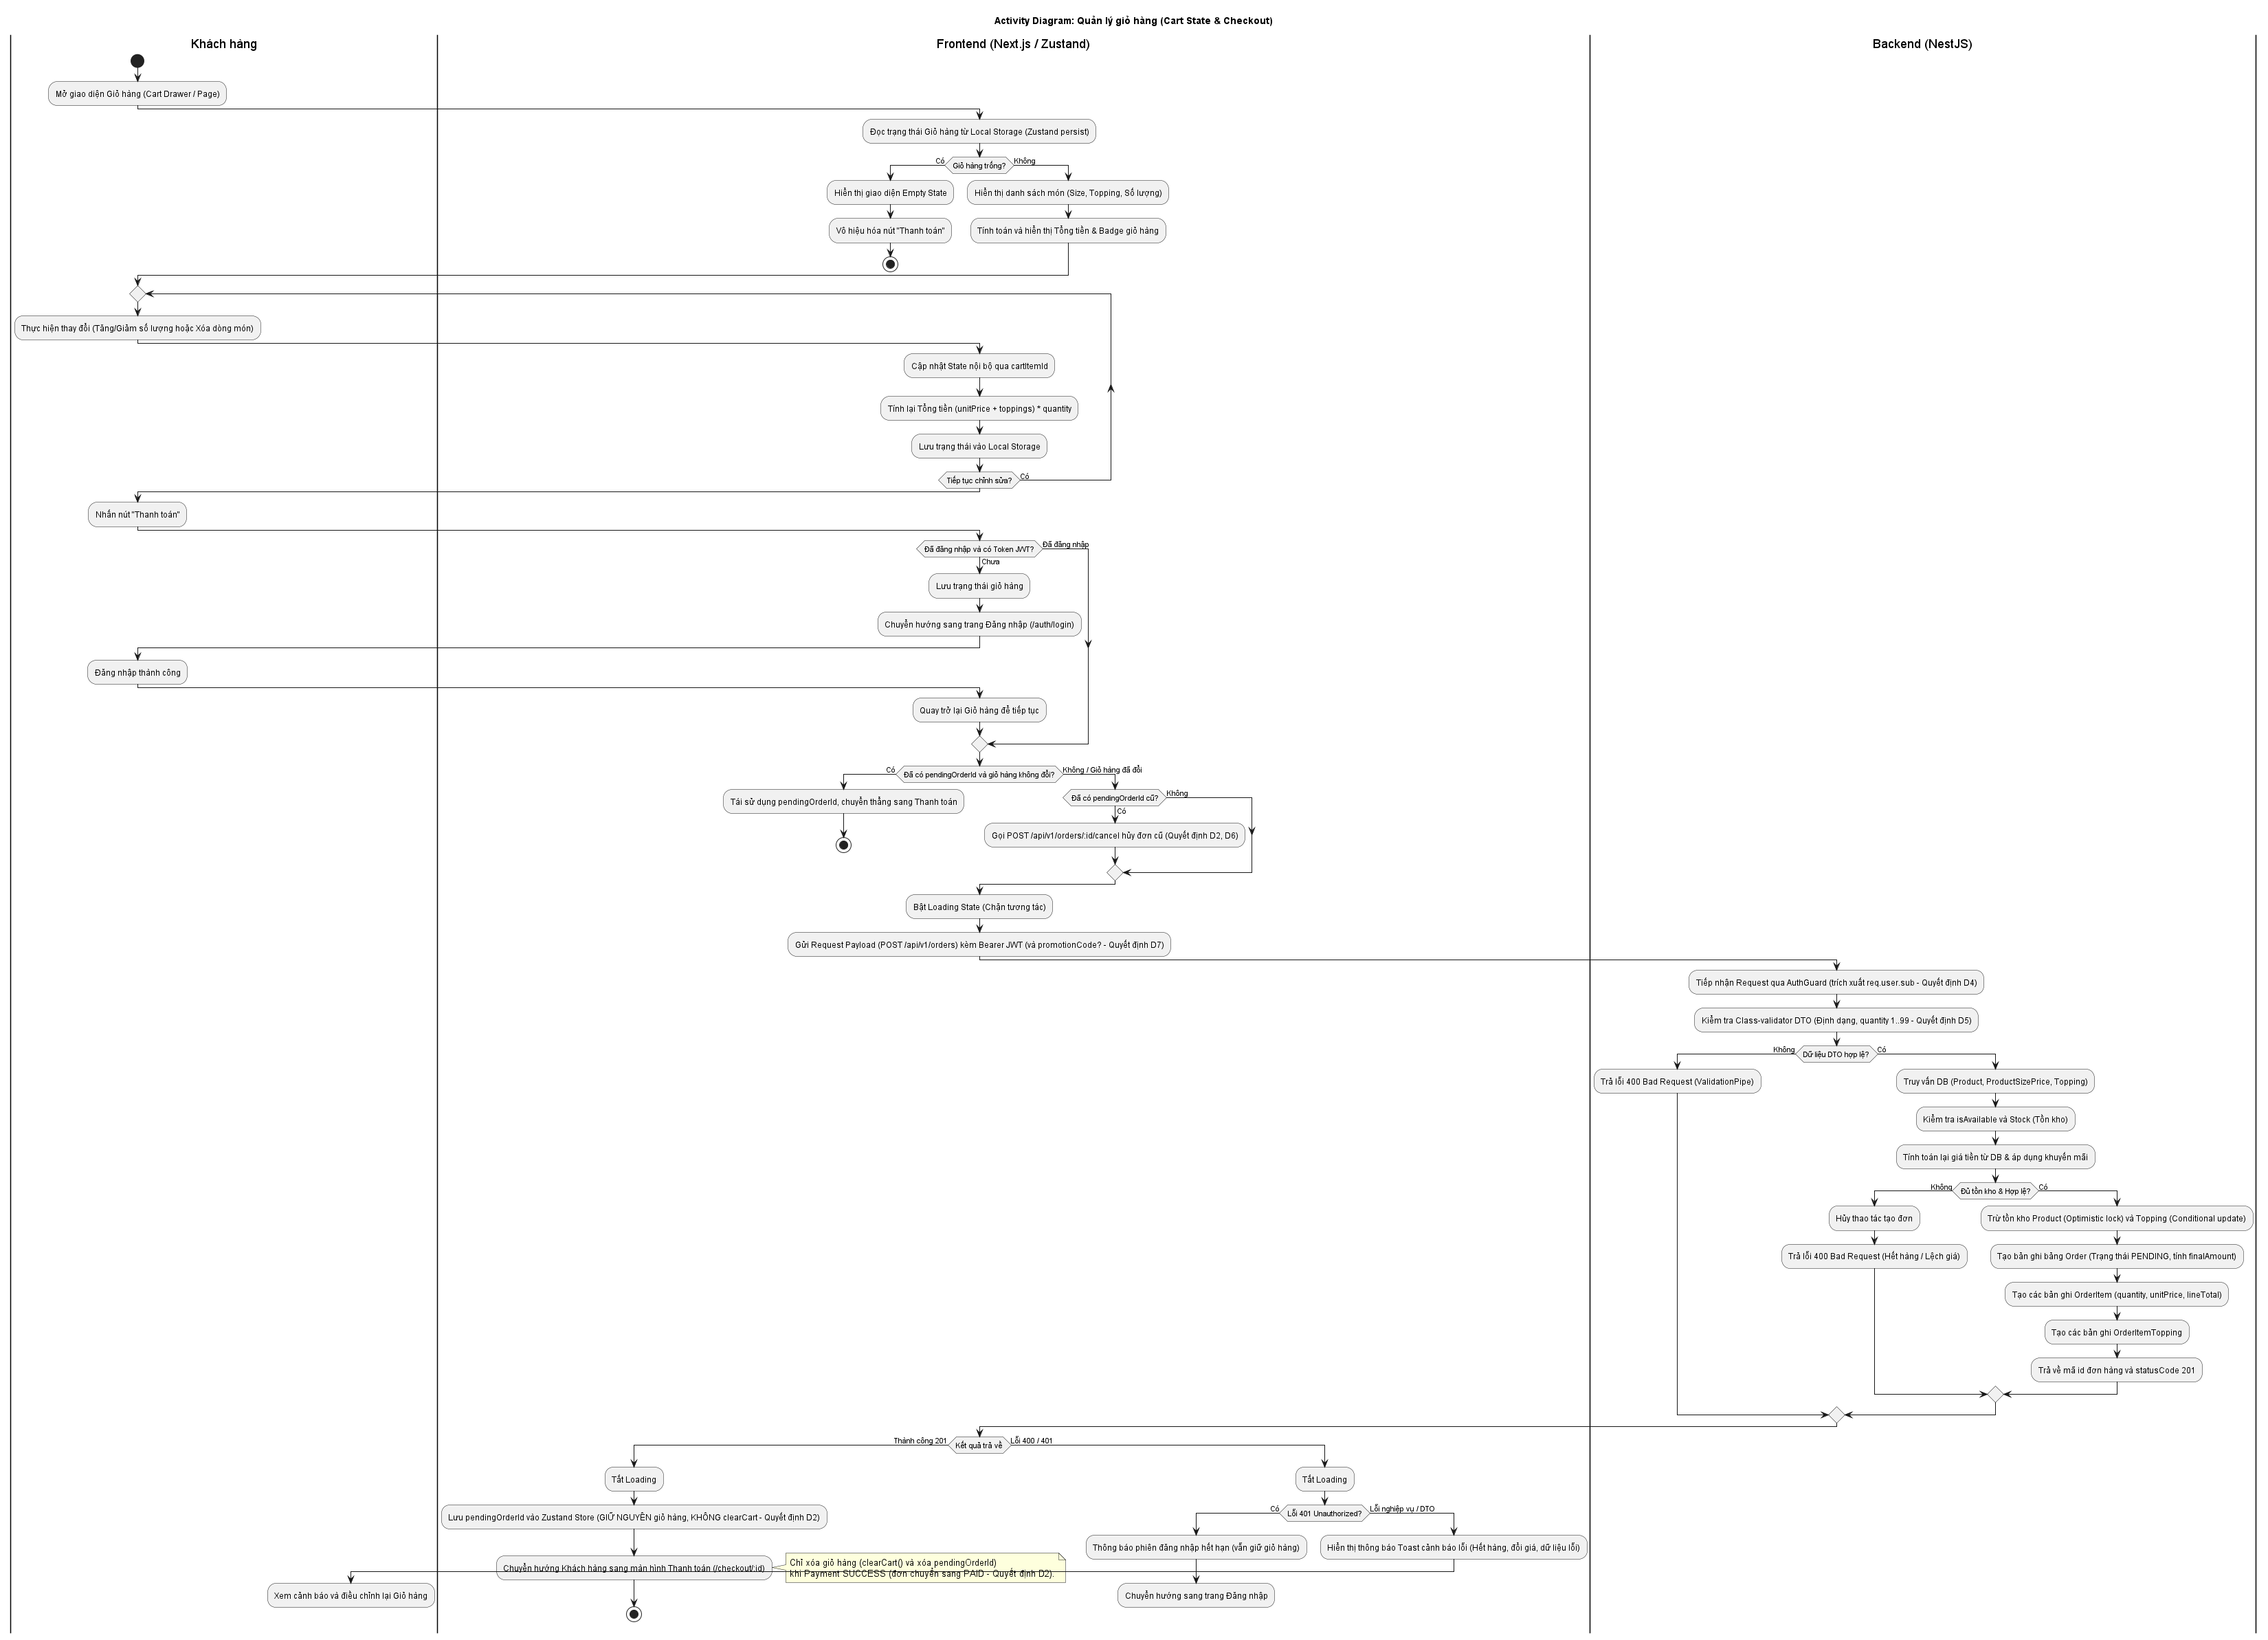 Activity Diagram: Quản lý giỏ hàng (Cart State & Checkout)
Khách hàng
Frontend (Next.js / Zustand)
Backend (NestJS)
Mở giao diện Giỏ hàng (Cart Drawer / Page)
Đọc trạng thái Giỏ hàng từ Local Storage (Zustand persist)
Giỏ hàng trống?
Có
Không
Hiển thị giao diện Empty State
Hiển thị danh sách món (Size, Topping, Số lượng)
Vô hiệu hóa nút "Thanh toán"
Tính toán và hiển thị Tổng tiền & Badge giỏ hàng
Thực hiện thay đổi (Tăng/Giảm số lượng hoặc Xóa dòng món)
Cập nhật State nội bộ qua cartItemId
Tính lại Tổng tiền (unitPrice + toppings) * quantity
Lưu trạng thái vào Local Storage
Tiếp tục chỉnh sửa?
Có
Nhấn nút "Thanh toán"
Đã đăng nhập và có Token JWT?
Đã đăng nhập
Chưa
Lưu trạng thái giỏ hàng
Chuyển hướng sang trang Đăng nhập (/auth/login)
Đăng nhập thành công
Quay trở lại Giỏ hàng để tiếp tục
Có
Đã có pendingOrderId và giỏ hàng không đổi?
Không / Giỏ hàng đã đổi
Tái sử dụng pendingOrderId, chuyển thẳng sang Thanh toán
Đã có pendingOrderId cũ?
Không
Có
Gọi POST /api/v1/orders/:id/cancel hủy đơn cũ (Quyết định D2, D6)
Bật Loading State (Chặn tương tác)
Gửi Request Payload (POST /api/v1/orders) kèm Bearer JWT (và promotionCode? - Quyết định D7)
Tiếp nhận Request qua AuthGuard (trích xuất req.user.sub - Quyết định D4)
Kiểm tra Class-validator DTO (Định dạng, quantity 1..99 - Quyết định D5)
Không
Dữ liệu DTO hợp lệ?
Có
Trả lỗi 400 Bad Request (ValidationPipe)
Truy vấn DB (Product, ProductSizePrice, Topping)
Kiểm tra isAvailable và Stock (Tồn kho)
Tính toán lại giá tiền từ DB & áp dụng khuyến mãi
Không
Đủ tồn kho & Hợp lệ?
Có
Hủy thao tác tạo đơn
Trừ tồn kho Product (Optimistic lock) và Topping (Conditional update)
Trả lỗi 400 Bad Request (Hết hàng / Lệch giá)
Tạo bản ghi bảng Order (Trạng thái PENDING, tính finalAmount)
Tạo các bản ghi OrderItem (quantity, unitPrice, lineTotal)
Tạo các bản ghi OrderItemTopping
Trả về mã id đơn hàng và statusCode 201
Thành công 201
Kết quả trả về
Lỗi 400 / 401
Tắt Loading
Tắt Loading
Lưu pendingOrderId vào Zustand Store (GIỮ NGUYÊN giỏ hàng, KHÔNG clearCart - Quyết định D2)
Có
Lỗi 401 Unauthorized?
Lỗi nghiệp vụ / DTO
Thông báo phiên đăng nhập hết hạn (vẫn giữ giỏ hàng)
Hiển thị thông báo Toast cảnh báo lỗi (Hết hàng, đổi giá, dữ liệu lỗi)
Chuyển hướng Khách hàng sang màn hình Thanh toán (/checkout/:id)
Chỉ xóa giỏ hàng (clearCart() và xóa pendingOrderId)
khi Payment SUCCESS (đơn chuyển sang PAID - Quyết định D2).
Xem cảnh báo và điều chỉnh lại Giỏ hàng
Chuyển hướng sang trang Đăng nhập